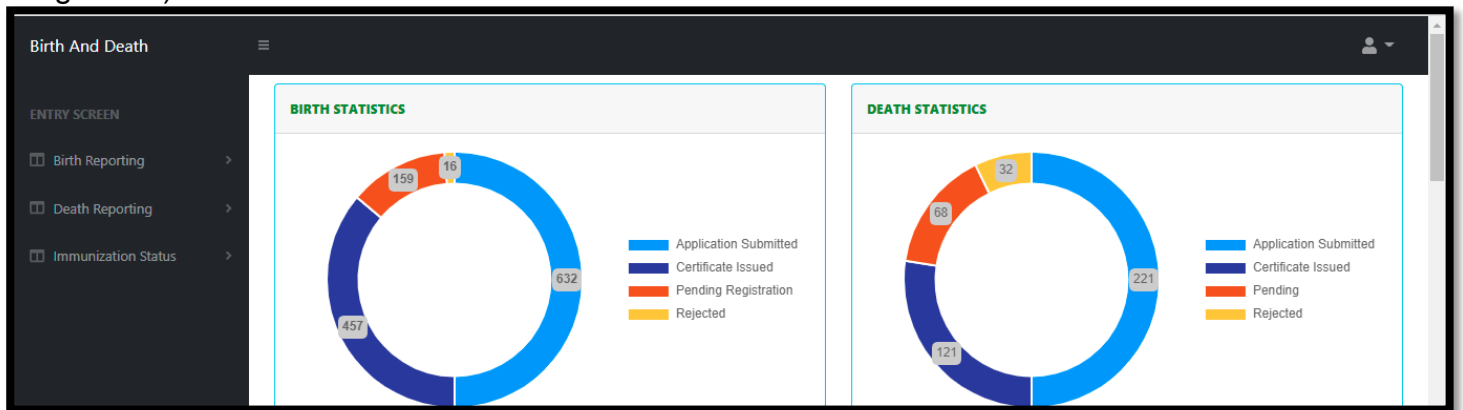 Birth And Death
ENTRY SCREEN
Birth Reporting
Death Reporting
Immunization Status
BIRTH STATISTICS
16
159
632
457
Application Submitted
Certificate Issued
Pending Registration
Rejected
DEATH STATISTICS
32
68
221
121
Application Submitted
Certificate Issued
Pending
Rejected